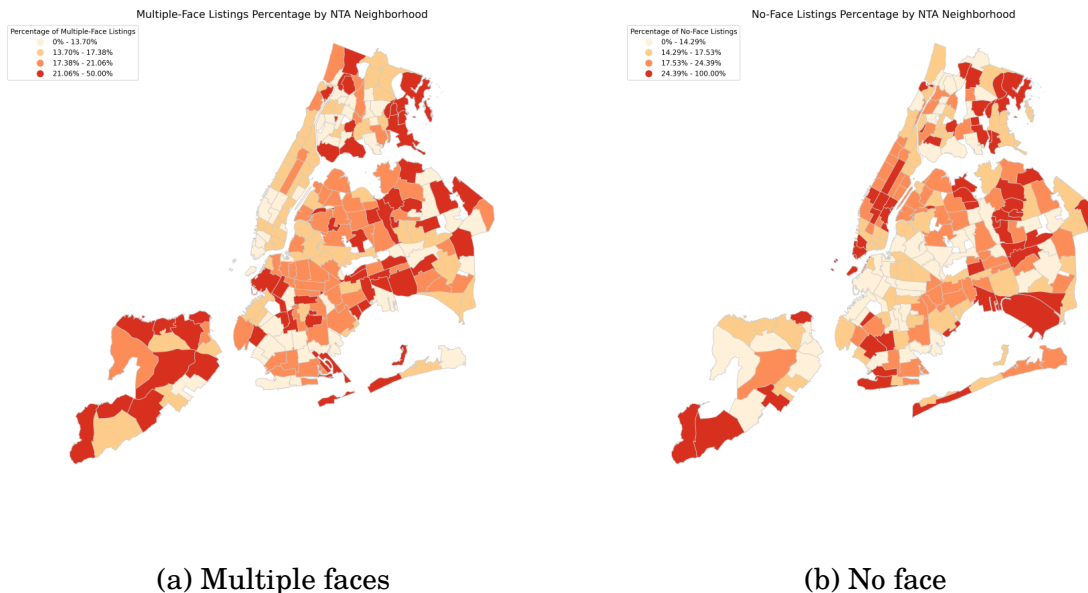 Multiple-Face Listings Percentage by NTA Neighborhood
Percentage of Multiple-Face Listings
0% - 13.70%
13.70% - 17.38%
17.38% - 21.06%
21.06% - 50.00%
(a) Multiple faces
No-Face Listings Percentage by NTA Neighborhood
Percentage of No-Face Listings
0% - 14.29%
14.29% - 17.53%
17.53% - 24.39%
24.39% - 100.00%
(b) No face